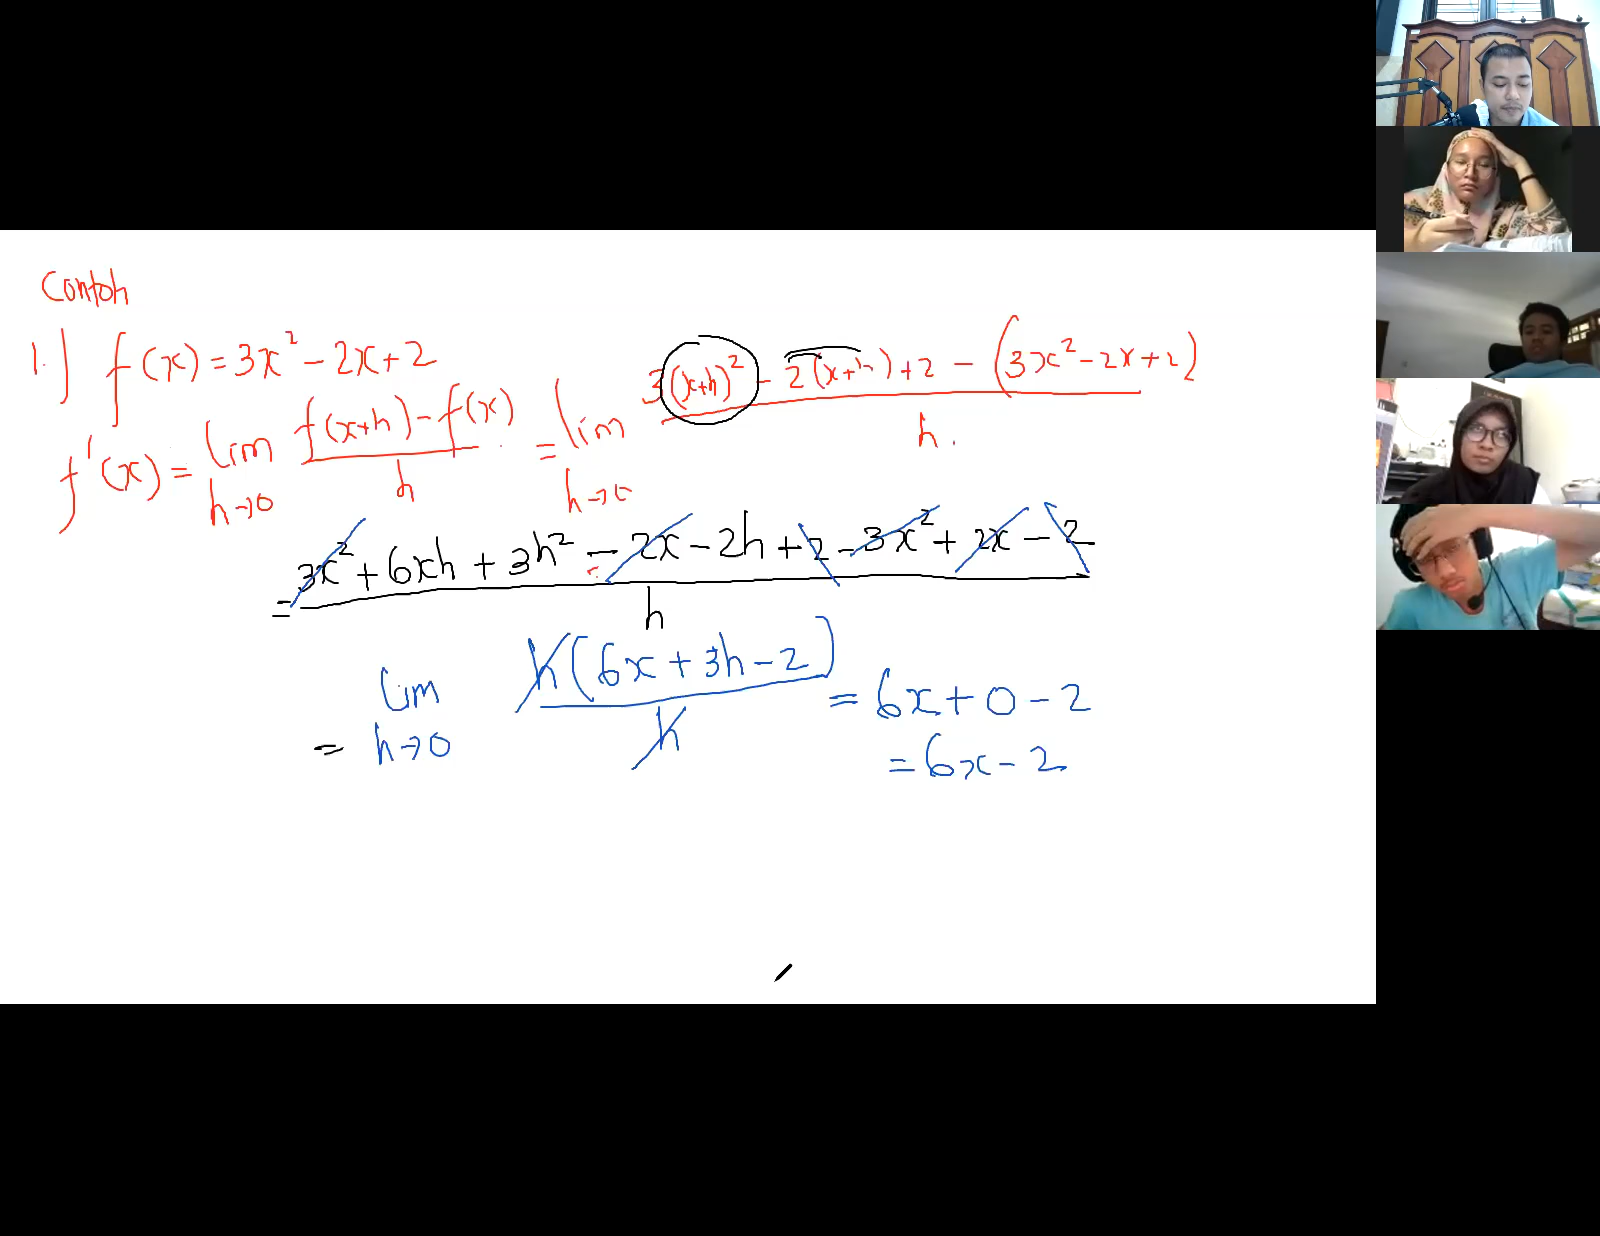 Contoh
1.) f(x) = 3x² - 2x + 2
f'(x) = lim h→0 f(x+h) - f(x) / h = lim h→0 3(x+h)² - 2(x+h) + 2 - (3x² - 2x + 2) / h.
= 3x² + 6xh + 3h² - 2x - 2h + 2 - 3x² + 2x - 2 / h
= lim h→0 h(6x + 3h - 2) / h = 6x + 0 - 2
= 6x - 2